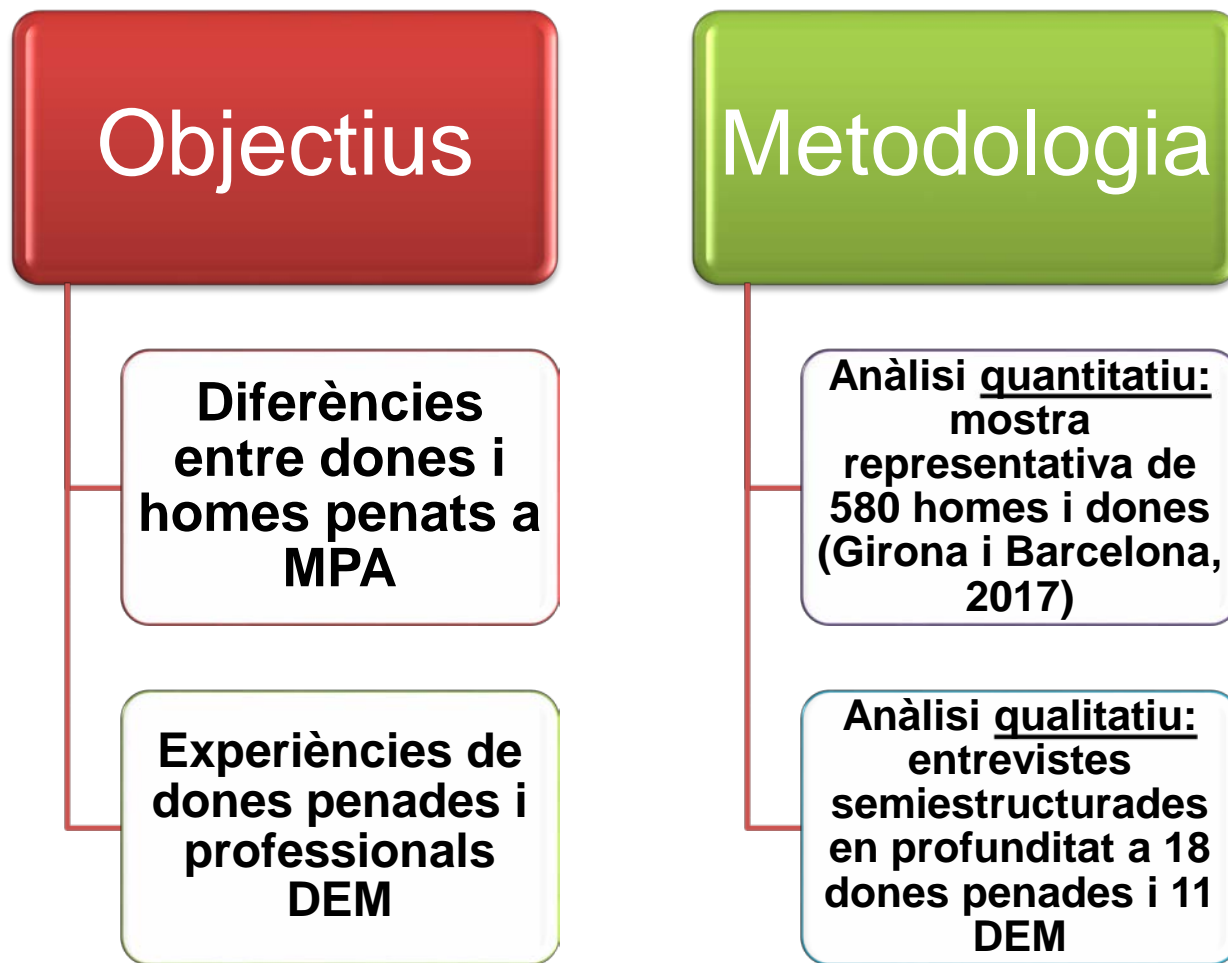 Objectius
Diferències
entre dones i
homes penats a
MPA
Experiències de
dones penades i
professionals
DEM
Metodologia
Anàlisi quantitatiu:
mostra
representativa de
580 homes i dones
(Girona i Barcelona,
2017)
Anàlisi qualitatiu:
entrevistes
semiestructurades
en profunditat a 18
dones penades i 11
DEM